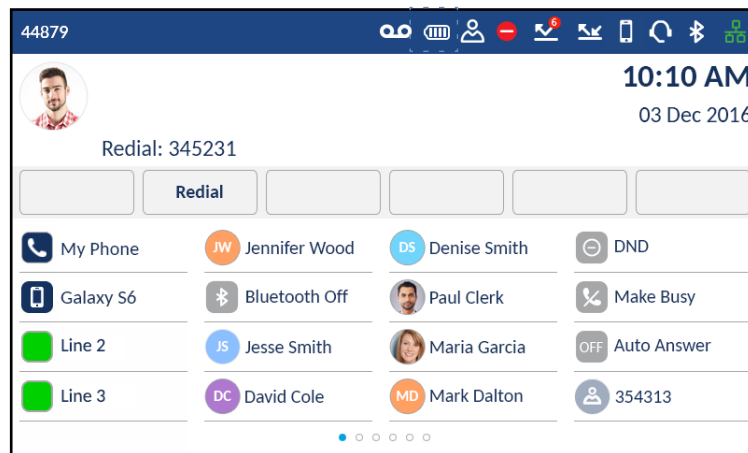 44879
6
10:10 AM
03 Dec 2016
Redial: 345231
Redial
My Phone
JW Jennifer Wood
DS Denise Smith
DND
Galaxy S6
Bluetooth Off
Paul Clerk
Make Busy
Line 2
JS Jesse Smith
Maria Garcia
OFF Auto Answer
Line 3
DC David Cole
MD Mark Dalton
354313